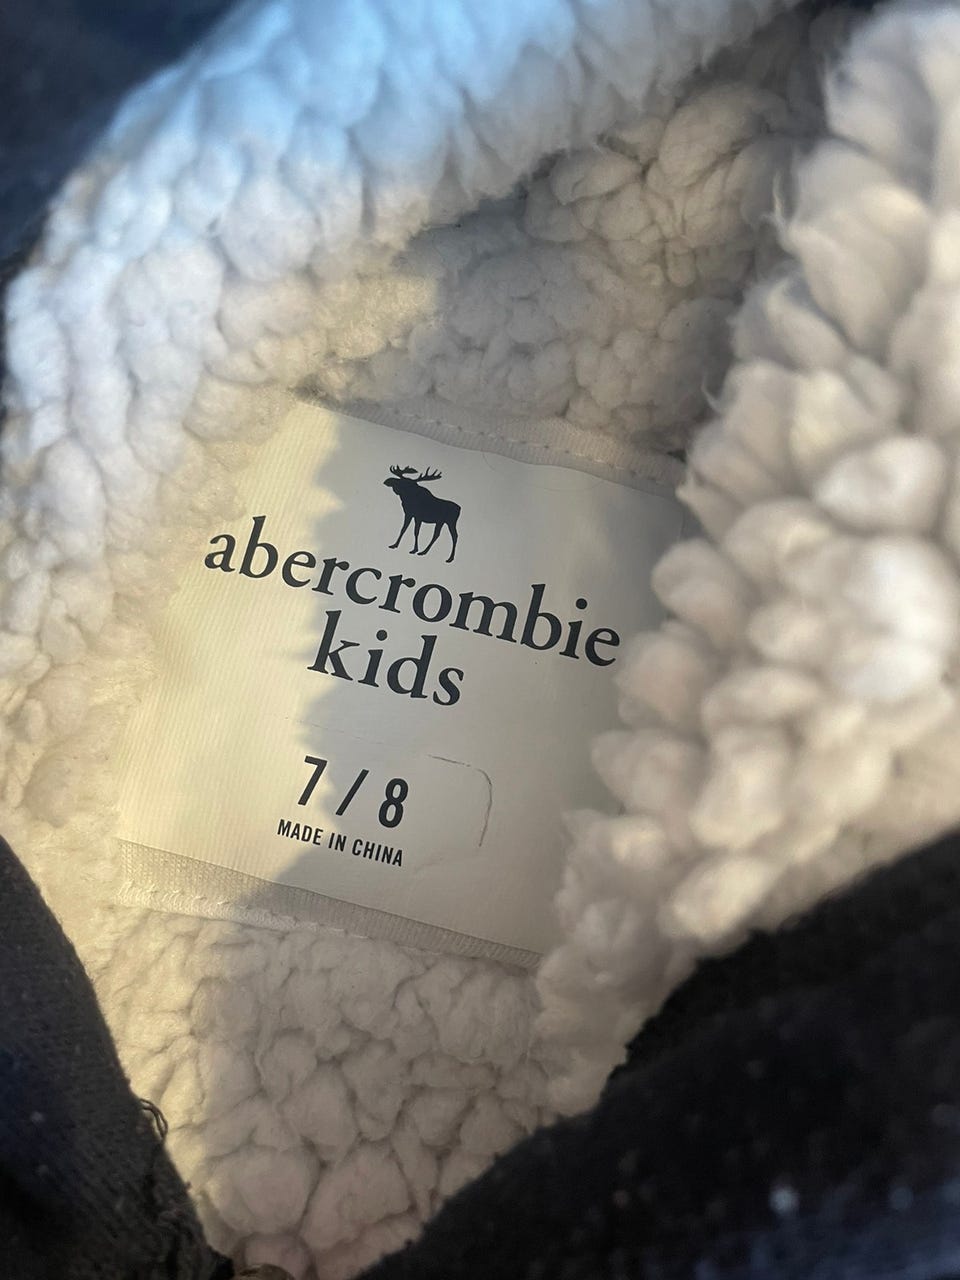 abercrombie
kids
7 / 8
MADE IN CHINA